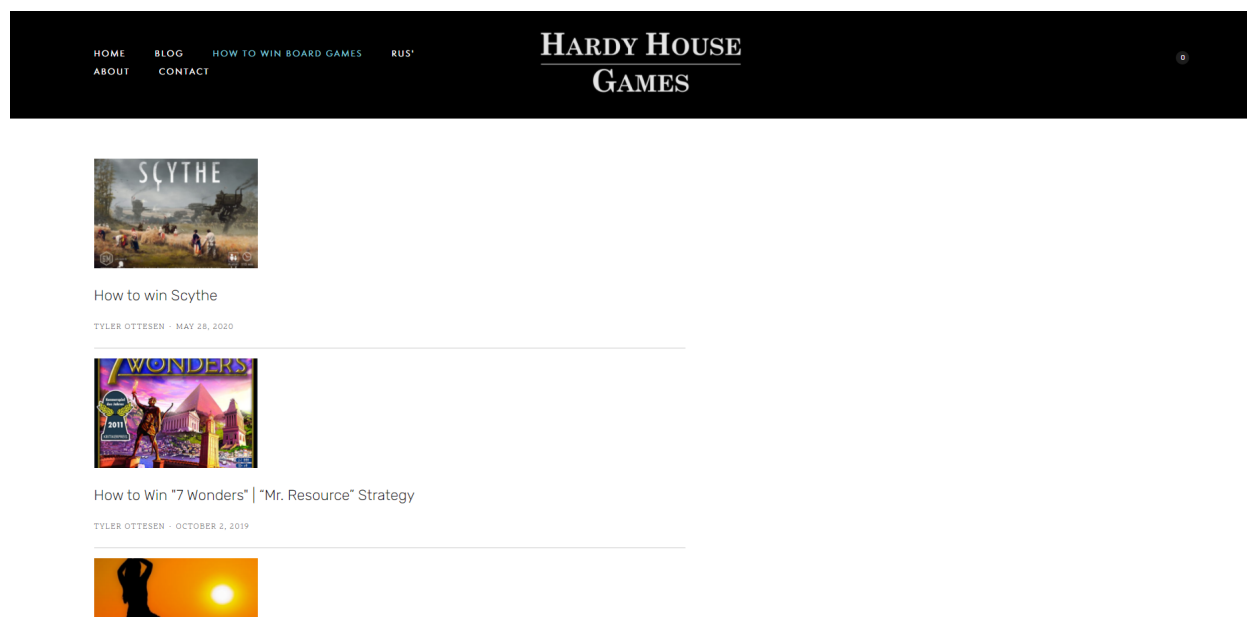 HOME BLOG HOW TO WIN BOARD GAMES RUS'
ABOUT CONTACT
HARDY HOUSE
GAMES
0
SCYTHE
How to win Scythe
TYLER OTTESEN · MAY 28, 2020
7 WONDERS
2011
How to Win "7 Wonders" | “Mr. Resource” Strategy
TYLER OTTESEN · OCTOBER 2, 2019